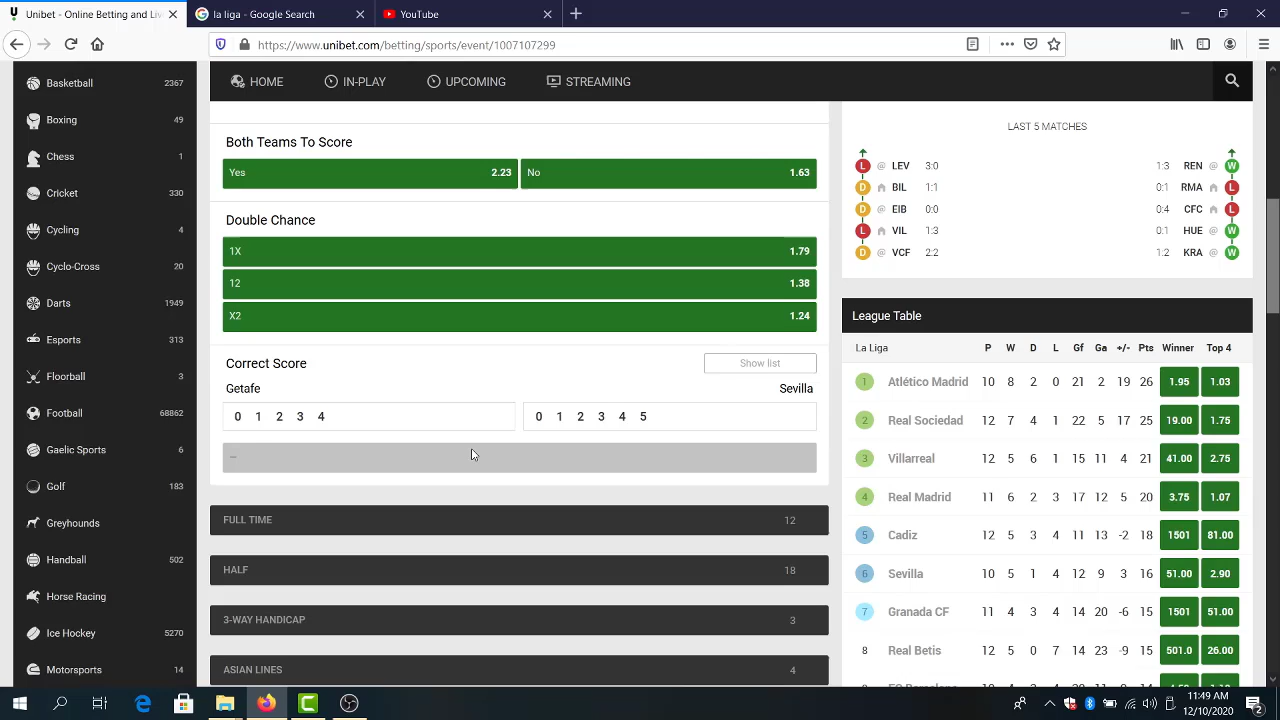 Unibet - Online Betting and Live
la liga - Google Search
YouTube
https://www.unibet.com/betting/sports/event/1007107299
HOME
IN-PLAY
UPCOMING
STREAMING
Basketball 2367
Boxing 49
Chess 1
Cricket 330
Cycling 4
Cyclo-Cross 20
Darts 1949
Esports 313
Floorball 3
Football 68862
Gaelic Sports 6
Golf 183
Greyhounds
Handball 502
Horse Racing
Ice Hockey 5270
Motorsports 14
Both Teams To Score
Yes 2.23 No 1.63
Double Chance
1X 1.79
12 1.38
X2 1.24
Correct Score Show list
Getafe Sevilla
0 1 2 3 4 0 1 2 3 4 5
–
FULL TIME 12
HALF 18
3-WAY HANDICAP 3
ASIAN LINES 4
LAST 5 MATCHES
L @ LEV 3:0 1:3 REN @ W
D BIL 1:1 0:1 RMA L
D @ EIB 0:0 0:4 CFC L
L VIL 1:3 0:1 HUE @ W
D @ VCF 2:2 1:2 KRA @ W
League Table
La Liga P W D L Gf Ga +/- Pts Winner Top 4
1 Atlético Madrid 10 8 2 0 21 2 19 26 1.95 1.03
2 Real Sociedad 12 7 4 1 22 5 17 25 19.00 1.75
3 Villarreal 12 5 6 1 15 11 4 21 41.00 2.75
4 Real Madrid 11 6 2 3 17 12 5 20 3.75 1.07
5 Cadiz 12 5 3 4 11 13 -2 18 1501 81.00
6 Sevilla 10 5 1 4 12 9 3 16 51.00 2.90
7 Granada CF 11 4 3 4 14 20 -6 15 1501 51.00
8 Real Betis 12 5 0 7 14 23 -9 15 501.0 26.00
11:49 AM
12/10/2020
2